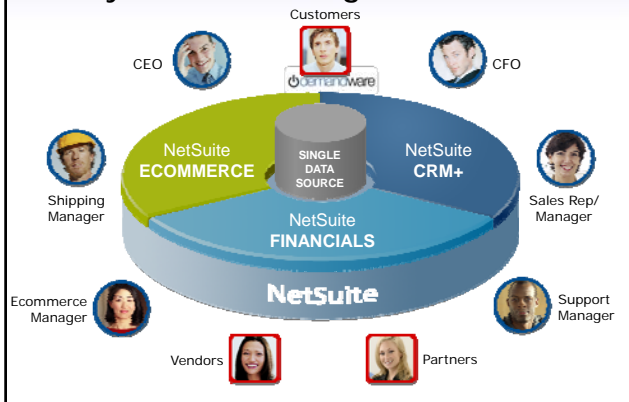 Customers
CEO
CFO
demandware
NetSuite
ECOMMERCE
SINGLE
DATA
SOURCE
NetSuite
CRM+
Shipping
Manager
Sales Rep/
Manager
NetSuite
FINANCIALS
NetSuite
Ecommerce
Manager
Support
Manager
Vendors
Partners